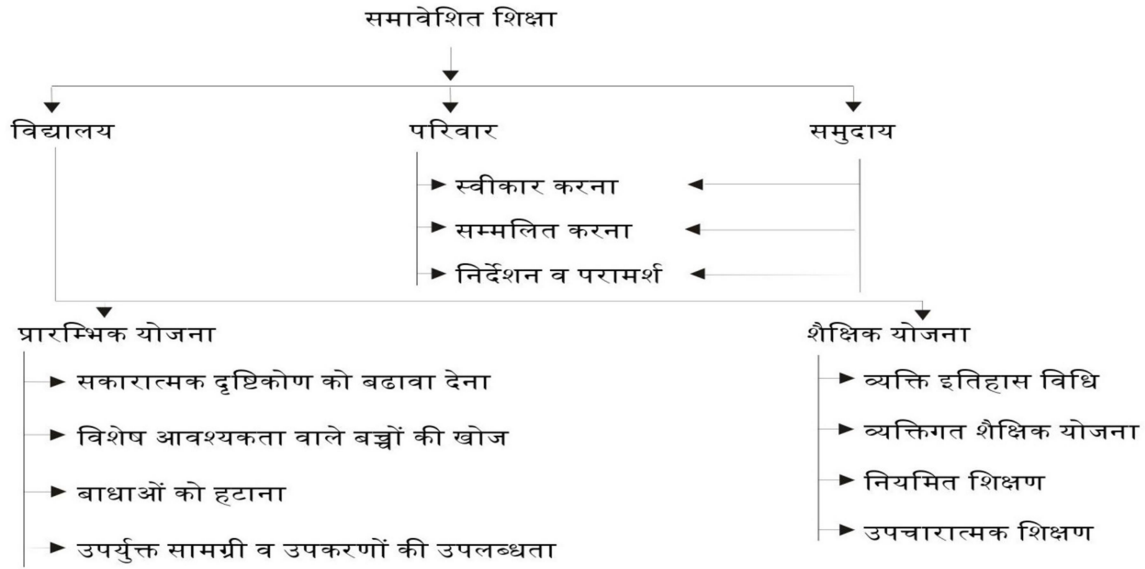 समावेशित शिक्षा
विद्यालय
परिवार
समुदाय
स्वीकार करना
सम्मलित करना
निर्देशन व परामर्श
प्रारम्भिक योजना
सकारात्मक दृष्टिकोण को बढावा देना
विशेष आवश्यकता वाले बच्चों की खोज
बाधाओं को हटाना
उपर्युक्त सामग्री व उपकरणों की उपलब्धता
शैक्षिक योजना
व्यक्ति इतिहास विधि
व्यक्तिगत शैक्षिक योजना
नियमित शिक्षण
उपचारात्मक शिक्षण